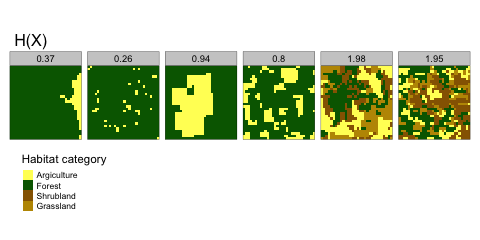 H(X)
0.37 0.26 0.94 0.8 1.98 1.95
Habitat category
Argiculture
Forest
Shrubland
Grassland